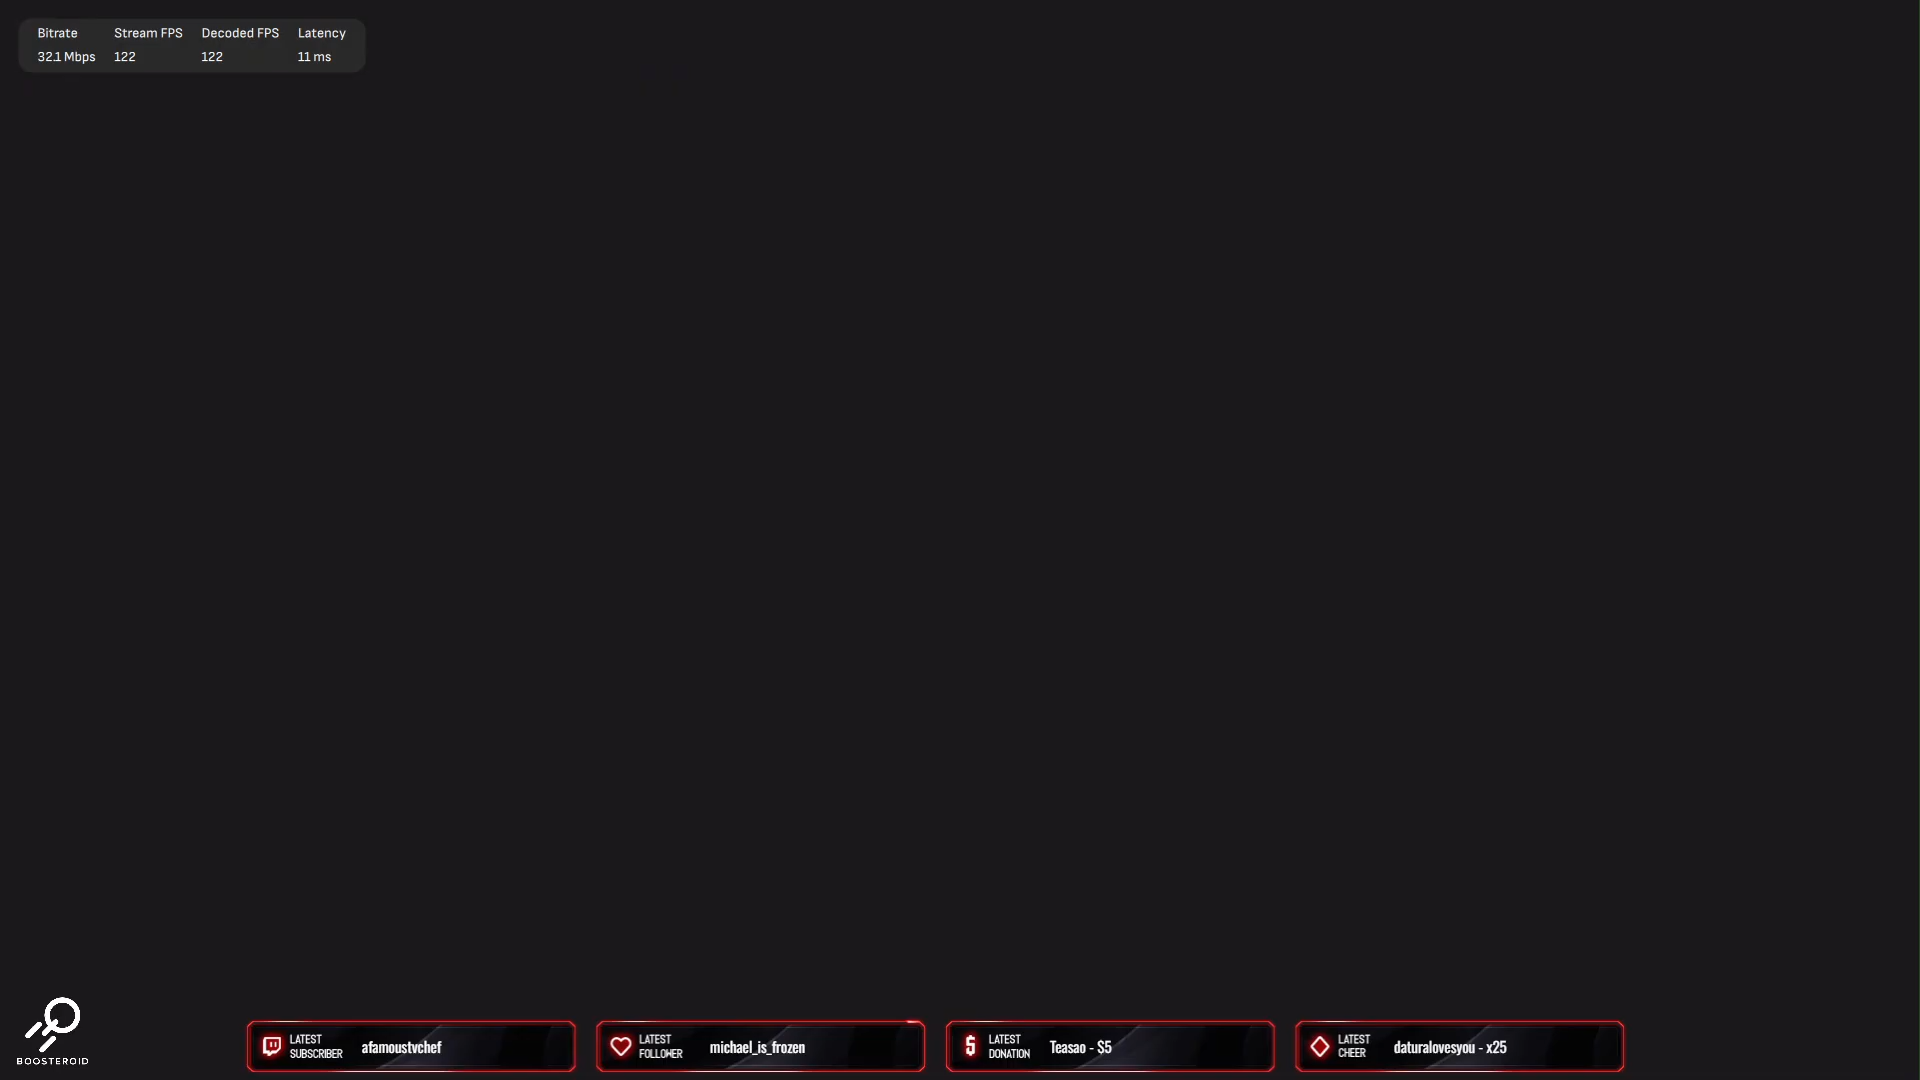 Bitrate Stream FPS Decoded FPS Latency
32.1 Mbps 122 122 11 ms
BOOSTEROID
LATEST SUBSCRIBER afamoustvchef
LATEST FOLLOWER michael_is_frozen
LATEST DONATION Teasao - $5
LATEST CHEER daturalovesyou - x25